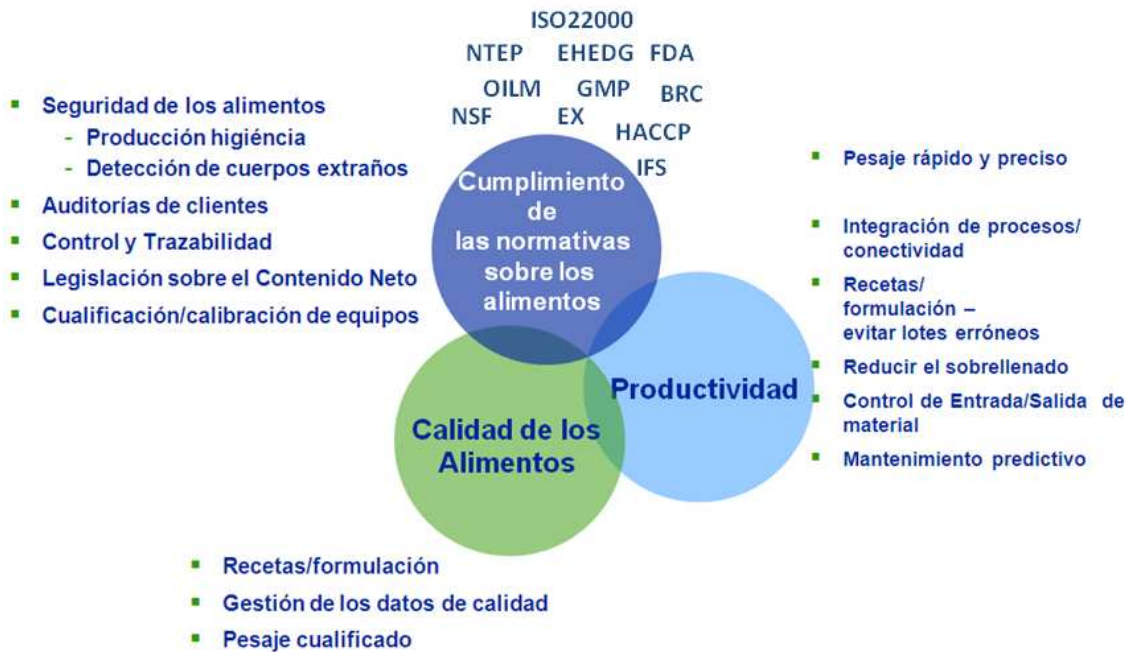 ISO22000
NTEP EHEDG FDA
OILM GMP BRC
NSF EX
HACCP
IFS
▪ Seguridad de los alimentos
- Producción higiéncia
- Detección de cuerpos extraños
▪ Auditorías de clientes
▪ Control y Trazabilidad
▪ Legislación sobre el Contenido Neto
▪ Cualificación/calibración de equipos
Cumplimiento
de
las normativas
sobre los
alimentos
Productividad
Calidad de los
Alimentos
▪ Pesaje rápido y preciso
▪ Integración de procesos/
conectividad
▪ Recetas/
formulación –
evitar lotes erróneos
▪ Reducir el sobrellenado
▪ Control de Entrada/Salida de
material
▪ Mantenimiento predictivo
▪ Recetas/formulación
▪ Gestión de los datos de calidad
▪ Pesaje cualificado